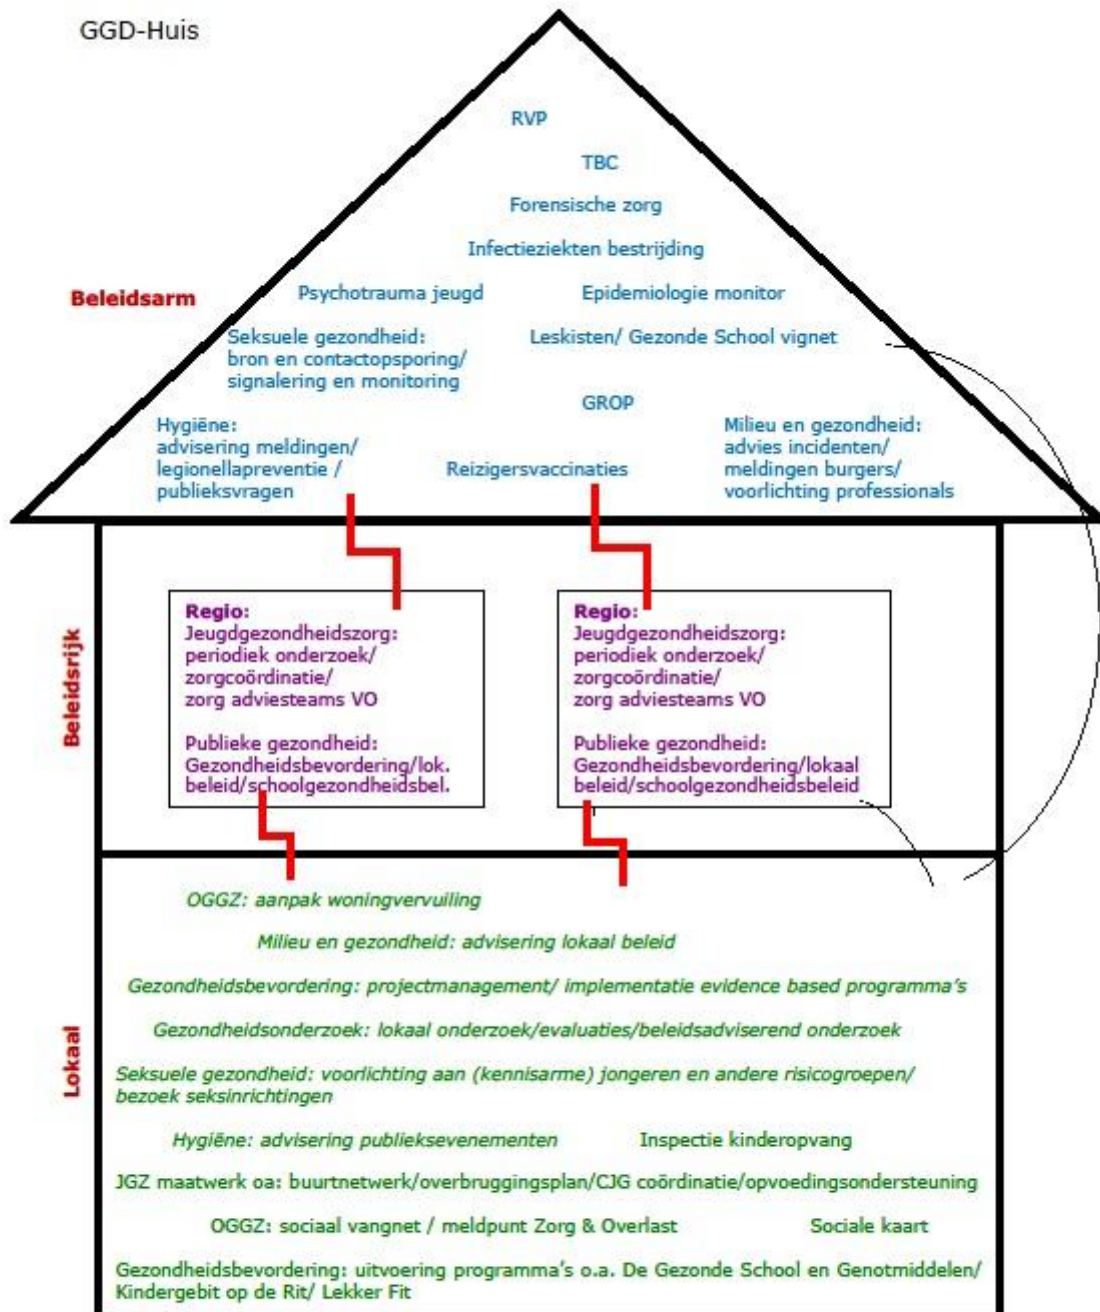 GGD-Huis
RVP
TBC
Forensische zorg
Infectieziekten bestrijding
Beleidsarm
Psychotrauma jeugd
Epidemiologie monitor
Seksuele gezondheid:
bron en contactopsporing/
signalering en monitoring
Leskisten/ Gezonde School vignet
GROP
Hygiëne:
advisering meldingen/
legionellapreventie /
publieksvragen
Reizigersvaccinaties
Milieu en gezondheid:
advies incidenten/
meldingen burgers/
voorlichting professionals
Beleidsrijk
Regio:
Jeugdgezondheidszorg:
periodiek onderzoek/
zorgcoördinatie/
zorg adviesteams VO
Publieke gezondheid:
Gezondheidsbevordering/lok.
beleid/schoolgezondheidsbel.
Regio:
Jeugdgezondheidszorg:
periodiek onderzoek/
zorgcoördinatie/
zorg adviesteams VO
Publieke gezondheid:
Gezondheidsbevordering/lokaal
beleid/schoolgezondheidsbeleid
Lokaal
OGGZ: aanpak woningvervuiling
Milieu en gezondheid: advisering lokaal beleid
Gezondheidsbevordering: projectmanagement/ implementatie evidence based programma's
Gezondheidsonderzoek: lokaal onderzoek/evaluaties/beleidsadviserend onderzoek
Seksuele gezondheid: voorlichting aan (kennisarme) jongeren en andere risicogroepen/
bezoek seksinrichtingen
Hygiëne: advisering publieksevenementen
Inspectie kinderopvang
JGZ maatwerk oa: buurtnetwerk/overbruggingsplan/CJG coördinatie/opvoedingsondersteuning
OGGZ: sociaal vangnet / meldpunt Zorg & Overlast
Sociale kaart
Gezondheidsbevordering: uitvoering programma's o.a. De Gezonde School en Genotmiddelen/
Kindergebit op de Rit/ Lekker Fit